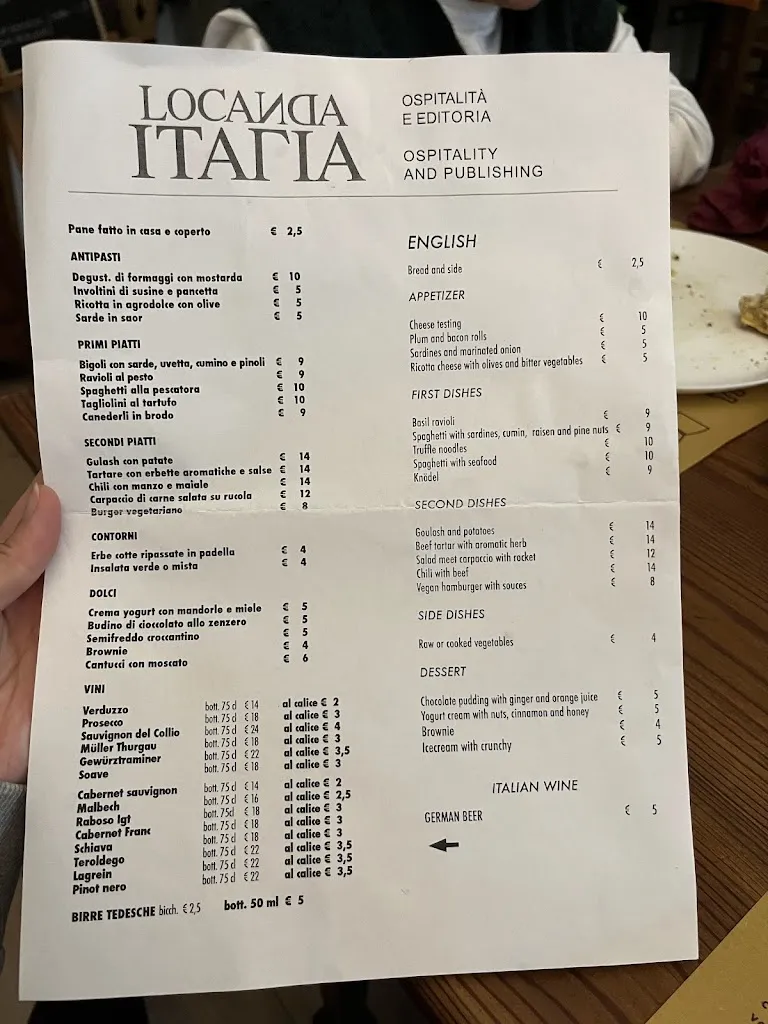 LOCANDA
ITALIA
OSPITALITÀ
E EDITORIA
OSPITALITY
AND PUBLISHING
Pane fatto in casa e coperto € 2,5
ANTIPASTI
Degust. di formaggi con mostarda € 10
Involtini di susine e pancetta € 5
Ricotta in agrodolce con olive € 5
Sarde in saor € 5
PRIMI PIATTI
Bigoli con sarde, uvetta, cumino e pinoli € 9
Ravioli al pesto € 9
Spaghetti alla pescatora € 10
Tagliolini al tartufo € 10
Canederli in brodo € 9
SECONDI PIATTI
Gulash con patate € 14
Tartare con erbette aromatiche e salse € 14
Chili con manzo e maiale € 14
Carpaccio di carne salata su rucola € 12
Burger vegetariano € 8
CONTORNI
Erbe cotte ripassate in padella € 4
Insalata verde o mista € 4
DOLCI
Crema yogurt con mandorle e miele € 5
Budino di cioccolato allo zenzero € 5
Semifreddo croccantino € 5
Brownie € 4
Cantucci con moscato € 6
VINI
Verduzzo bott. 75 d € 14 al calice € 2
Prosecco bott. 75 d € 18 al calice € 3
Sauvignon del Collio bott. 75 d € 24 al calice € 4
Müller Thurgau bott. 75 d € 18 al calice € 3
Gewürztraminer bott. 75 d € 22 al calice € 3,5
Soave bott. 75 d € 18 al calice € 3
Cabernet sauvignon bott. 75 d € 14 al calice € 2
Malbech bott. 75 d € 16 al calice € 2,5
Raboso Igt bott. 75cl € 18 al calice € 3
Cabernet Franc bott. 75 d € 18 al calice € 3
Schiava bott. 75 d € 18 al calice € 3
Teroldego bott. 75 d € 22 al calice € 3,5
Lagrein bott. 75 d € 22 al calice € 3,5
Pinot nero bott. 75 d € 22 al calice € 3,5
BIRRE TEDESCHE bicch. € 2,5 bott. 50 ml € 5
ENGLISH
Bread and side € 2,5
APPETIZER
Cheese testing € 10
Plum and bacon rolls € 5
Sardines and marinated onion € 5
Ricotta cheese with olives and bitter vegetables € 5
FIRST DISHES
Basil ravioli € 9
Spaghetti with sardines, cumin, raisen and pine nuts € 9
Truffle noodles € 10
Spaghetti with seafood € 10
Knödel € 9
SECOND DISHES
Goulash and potatoes € 14
Beef tartar with aromatic herb € 14
Salad meet carpaccio with rocket € 12
Chili with beef € 14
Vegan hamburger with souces € 8
SIDE DISHES
Raw or cooked vegetables € 4
DESSERT
Chocolate pudding with ginger and orange juice € 5
Yogurt cream with nuts, cinnamon and honey € 5
Brownie € 4
Icecream with crunchy € 5
ITALIAN WINE
GERMAN BEER € 5